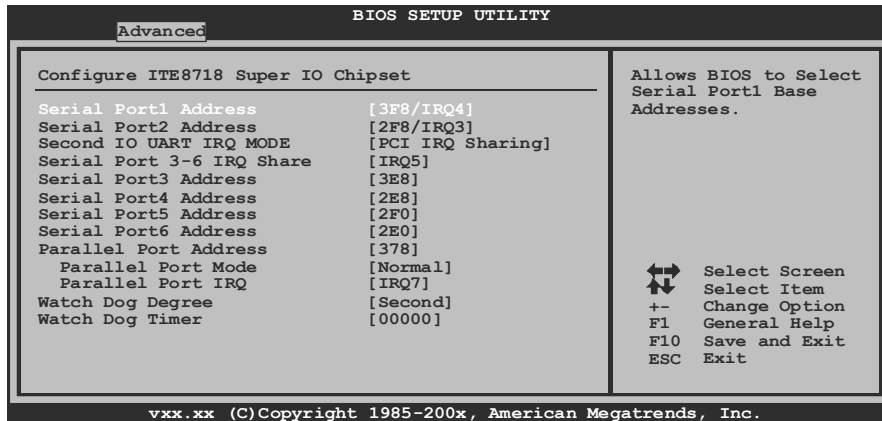 BIOS SETUP UTILITY
Advanced
Configure ITE8718 Super IO Chipset
Serial Port1 Address [3F8/IRQ4]
Serial Port2 Address [2F8/IRQ3]
Second IO UART IRQ MODE [PCI IRQ Sharing]
Serial Port 3-6 IRQ Share [IRQ5]
Serial Port3 Address [3E8]
Serial Port4 Address [2E8]
Serial Port5 Address [2F0]
Serial Port6 Address [2E0]
Parallel Port Address [378]
Parallel Port Mode [Normal]
Parallel Port IRQ [IRQ7]
Watch Dog Degree [Second]
Watch Dog Timer [00000]
Allows BIOS to Select
Serial Port1 Base
Addresses.
Select Screen
Select Item
+- Change Option
F1 General Help
F10 Save and Exit
ESC Exit
vxx.xx (C)Copyright 1985-200x, American Megatrends, Inc.